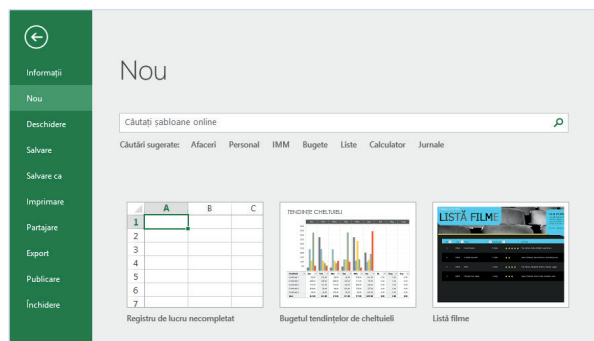 Informații
Nou
Deschidere
Salvare
Salvare ca
Imprimare
Partajare
Export
Publicare
Închidere
Nou
Căutați șabloane online
Căutări sugerate: Afaceri Personal IMM Bugete Liste Calculator Jurnale
A B C
1
2
3
4
5
6
7
Registru de lucru necompletat
TENDINȚE CHELTUIELI
Bugetul tendințelor de cheltuieli
LISTĂ FILME
Listă filme